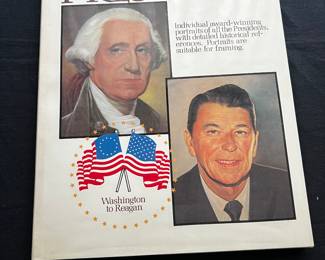 individual award-winning
portraits of all the Presidents,
with detailed historical ref-
erences. Portraits are
suitable for framing.
Washington
to Reagan